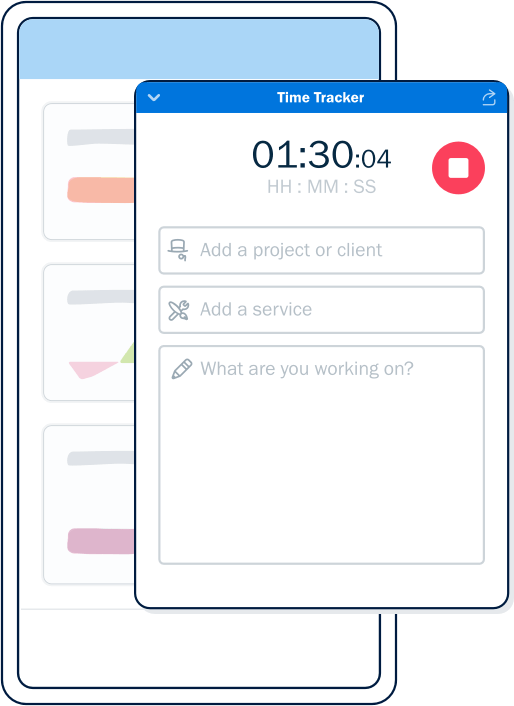 Time Tracker
01:30:04
HH : MM : SS
Add a project or client
Add a service
What are you working on?